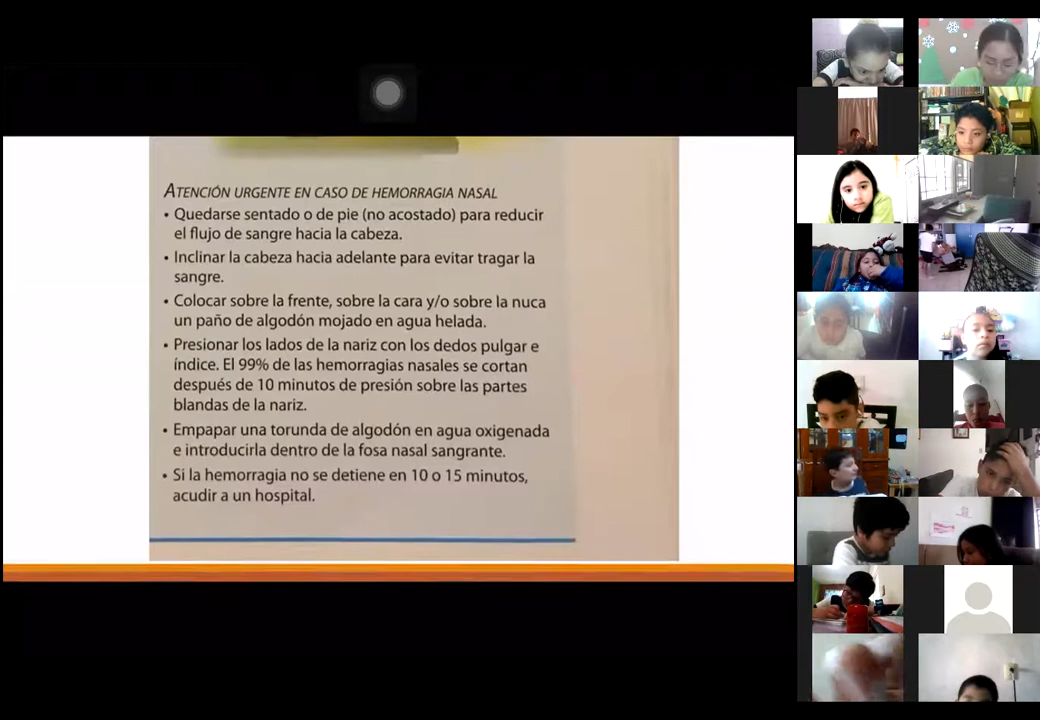 ATENCIÓN URGENTE EN CASO DE HEMORRAGIA NASAL
• Quedarse sentado o de pie (no acostado) para reducir
el flujo de sangre hacia la cabeza.
• Inclinar la cabeza hacia adelante para evitar tragar la
sangre.
• Colocar sobre la frente, sobre la cara y/o sobre la nuca
un paño de algodón mojado en agua helada.
• Presionar los lados de la nariz con los dedos pulgar e
índice. El 99% de las hemorragias nasales se cortan
después de 10 minutos de presión sobre las partes
blandas de la nariz.
• Empapar una torunda de algodón en agua oxigenada
e introducirla dentro de la fosa nasal sangrante.
• Si la hemorragia no se detiene en 10 o 15 minutos,
acudir a un hospital.